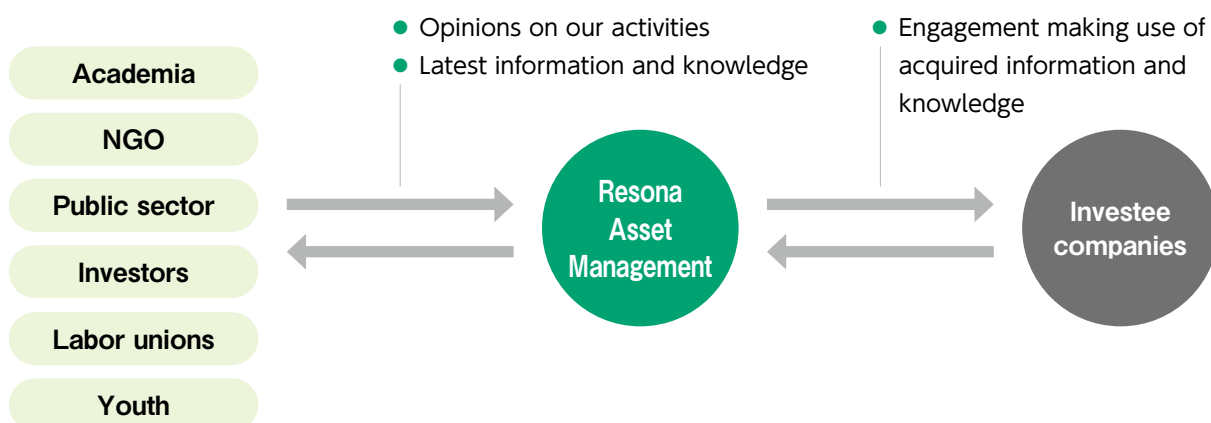 Academia
NGO
Public sector
Investors
Labor unions
Youth
Opinions on our activities
Latest information and knowledge
Resona
Asset
Management
Engagement making use of
acquired information and
knowledge
Investee
companies